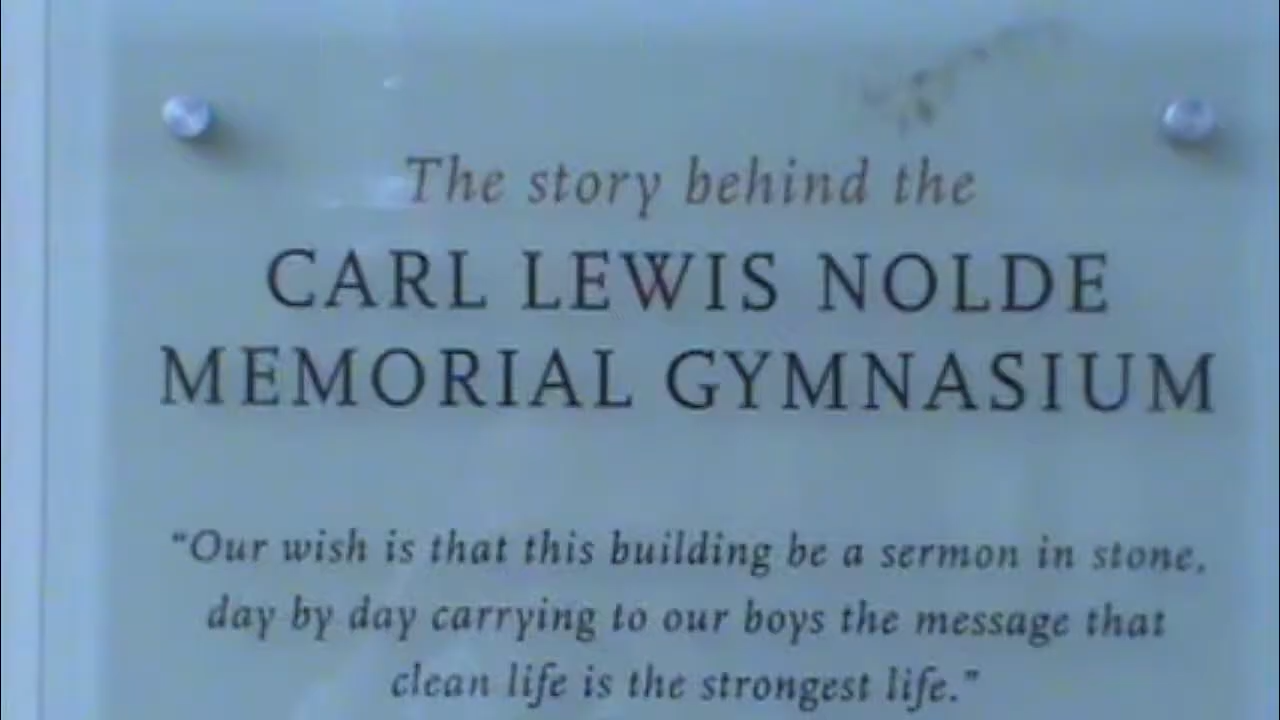 The story behind the
CARL LEWIS NOLDE
MEMORIAL GYMNASIUM
“Our wish is that this building be a sermon in stone,
day by day carrying to our boys the message that
clean life is the strongest life.”